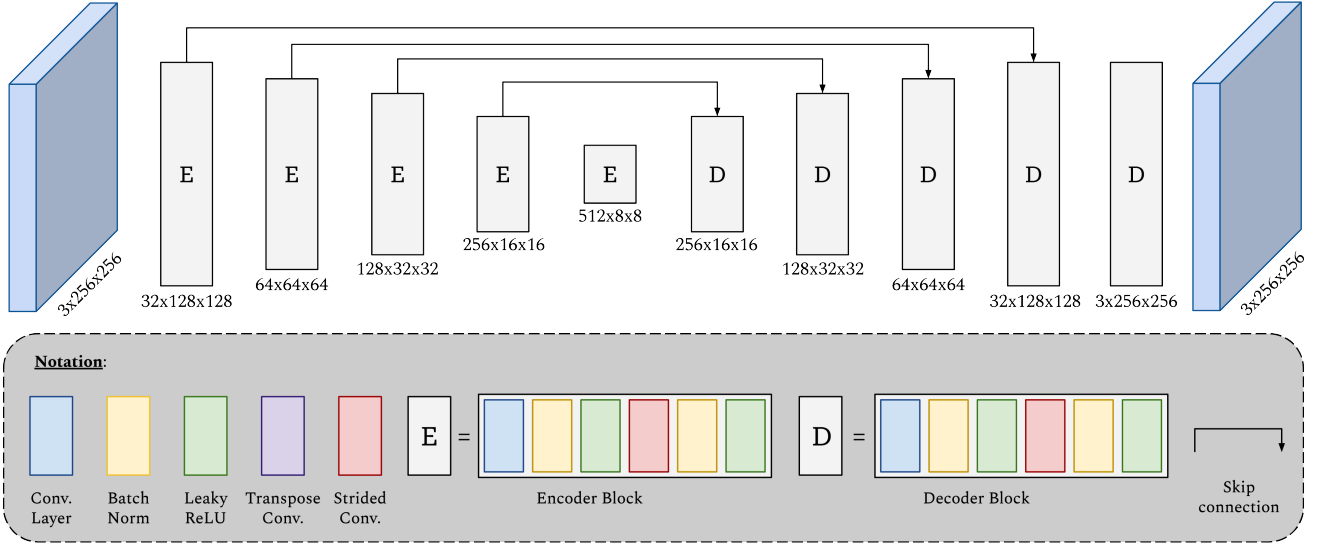 E
E
E
E
E
D
D
D
D
D
3x256x256
32x128x128
64x64x64
128x32x32
256x16x16
512x8x8
256x16x16
128x32x32
64x64x64
32x128x128
3x256x256
3x256x256
Notation:
E
=
D
=
Conv.
Layer
Batch
Norm
Leaky
ReLU
Transpose
Conv.
Strided
Conv.
Encoder Block
Decoder Block
Skip
connection